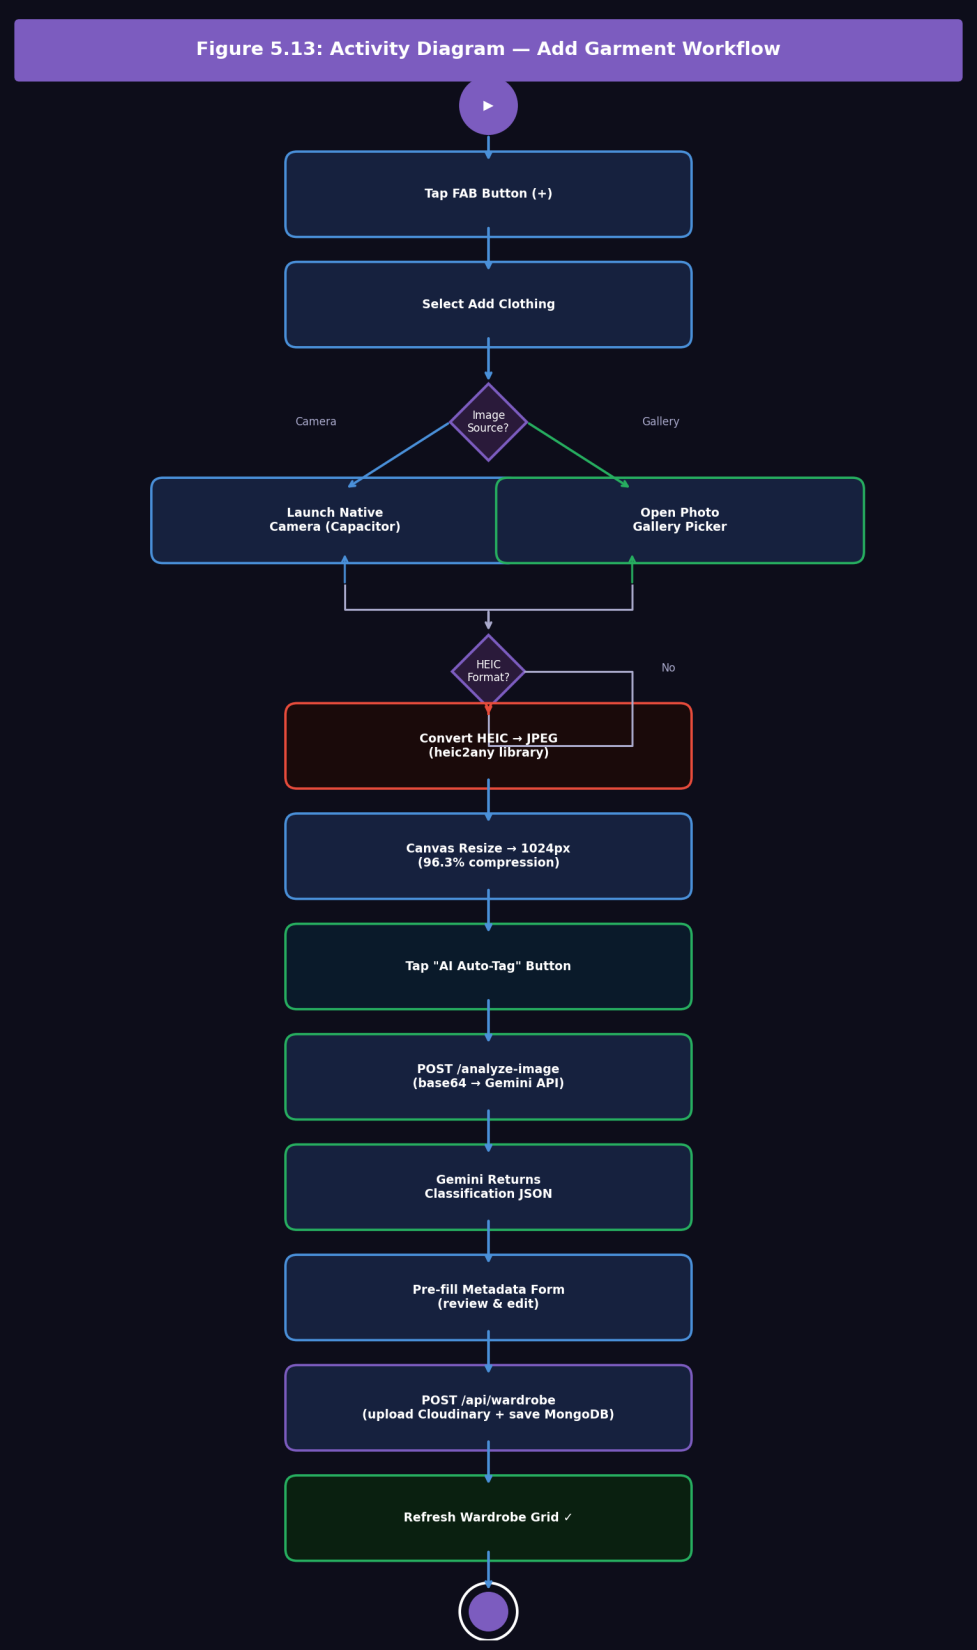 Figure 5.13: Activity Diagram — Add Garment Workflow
Tap FAB Button (+)
Select Add Clothing
Camera
Image
Source?
Gallery
Launch Native
Camera (Capacitor)
Open Photo
Gallery Picker
HEIC
Format?
No
Convert HEIC → JPEG
(heic2any library)
Canvas Resize → 1024px
(96.3% compression)
Tap "AI Auto-Tag" Button
POST /analyze-image
(base64 → Gemini API)
Gemini Returns
Classification JSON
Pre-fill Metadata Form
(review & edit)
POST /api/wardrobe
(upload Cloudinary + save MongoDB)
Refresh Wardrobe Grid ✓